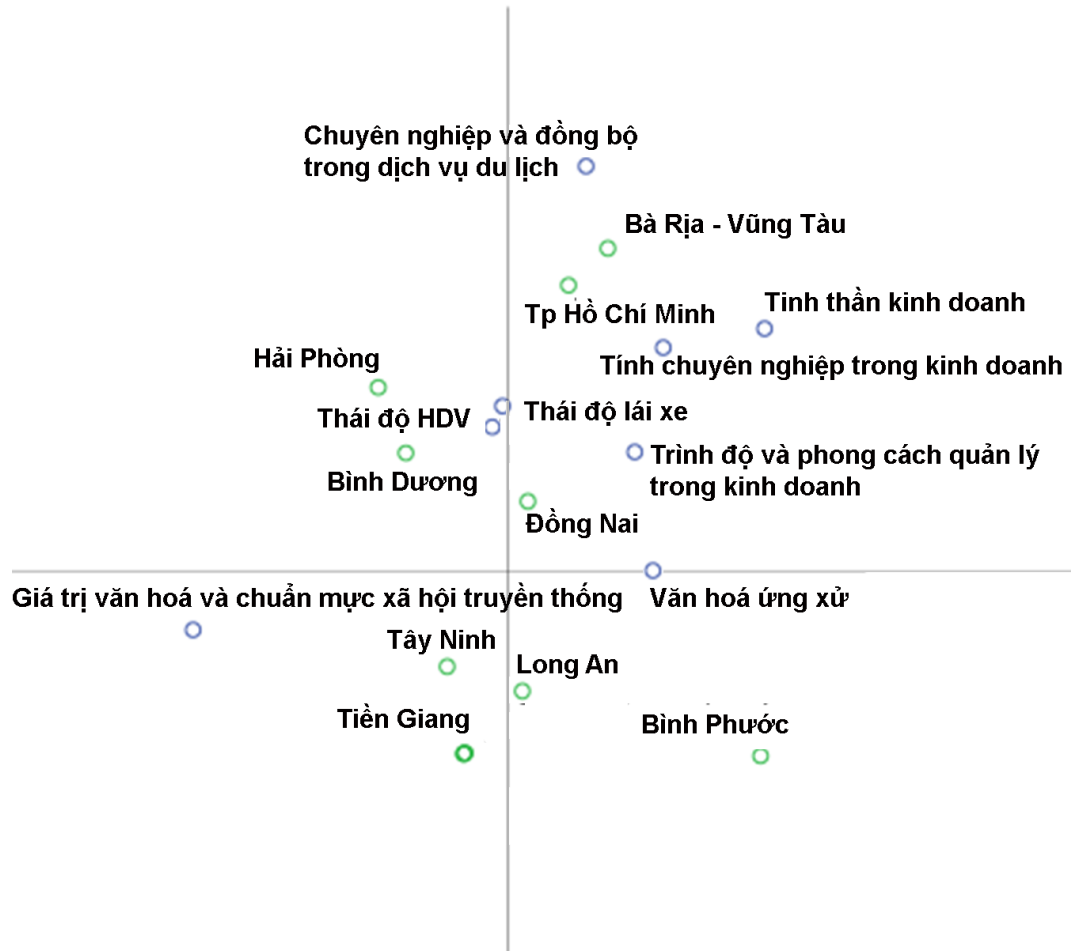 Chuyên nghiệp và đồng bộ
trong dịch vụ du lịch
Bà Rịa - Vũng Tàu
Tinh thần kinh doanh
Tp Hồ Chí Minh
Hải Phòng
Tính chuyên nghiệp trong kinh doanh
Thái độ HDV
Thái độ lái xe
Trình độ và phong cách quản lý
trong kinh doanh
Bình Dương
Đồng Nai
Giá trị văn hoá và chuẩn mực xã hội truyền thống
Văn hoá ứng xử
Tây Ninh
Long An
Tiền Giang
Bình Phước